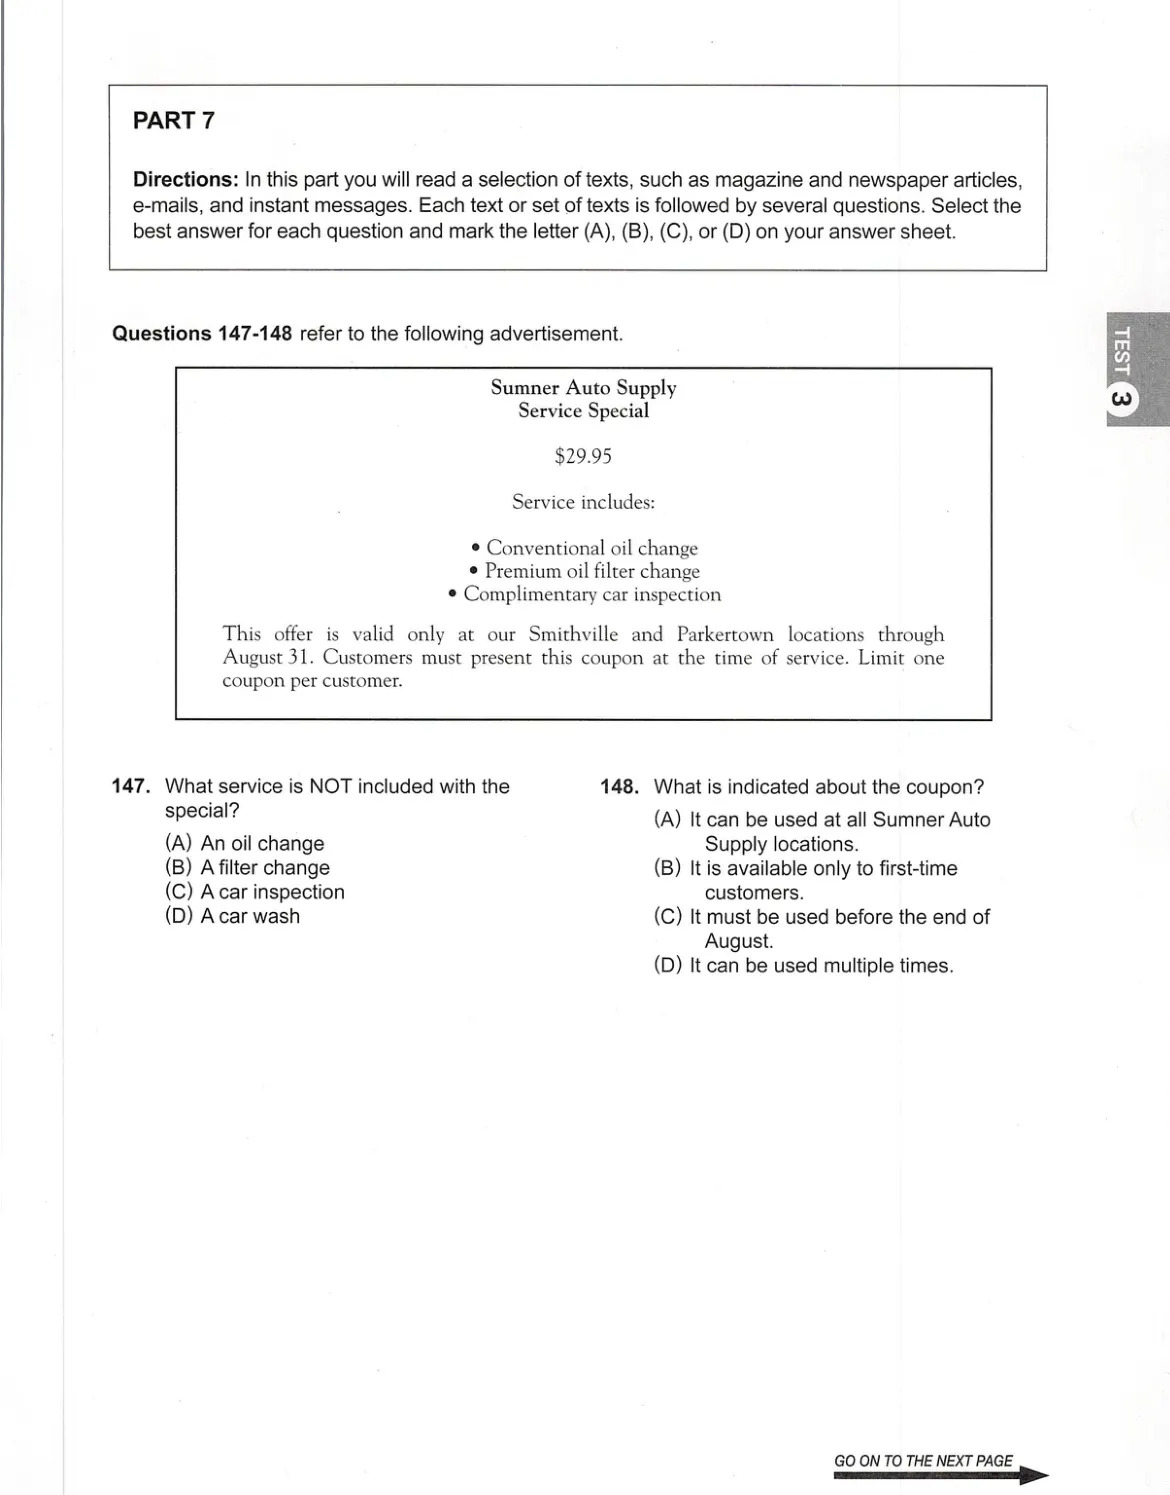 PART 7
Directions: In this part you will read a selection of texts, such as magazine and newspaper articles,
e-mails, and instant messages. Each text or set of texts is followed by several questions. Select the
best answer for each question and mark the letter (A), (B), (C), or (D) on your answer sheet.
Questions 147-148 refer to the following advertisement.
TEST 3
Sumner Auto Supply
Service Special
$29.95
Service includes:
• Conventional oil change
• Premium oil filter change
• Complimentary car inspection
This offer is valid only at our Smithville and Parkertown locations through
August 31. Customers must present this coupon at the time of service. Limit one
coupon per customer.
147. What service is NOT included with the
special?
(A) An oil change
(B) A filter change
(C) A car inspection
(D) A car wash
148. What is indicated about the coupon?
(A) It can be used at all Sumner Auto
Supply locations.
(B) It is available only to first-time
customers.
(C) It must be used before the end of
August.
(D) It can be used multiple times.
GO ON TO THE NEXT PAGE